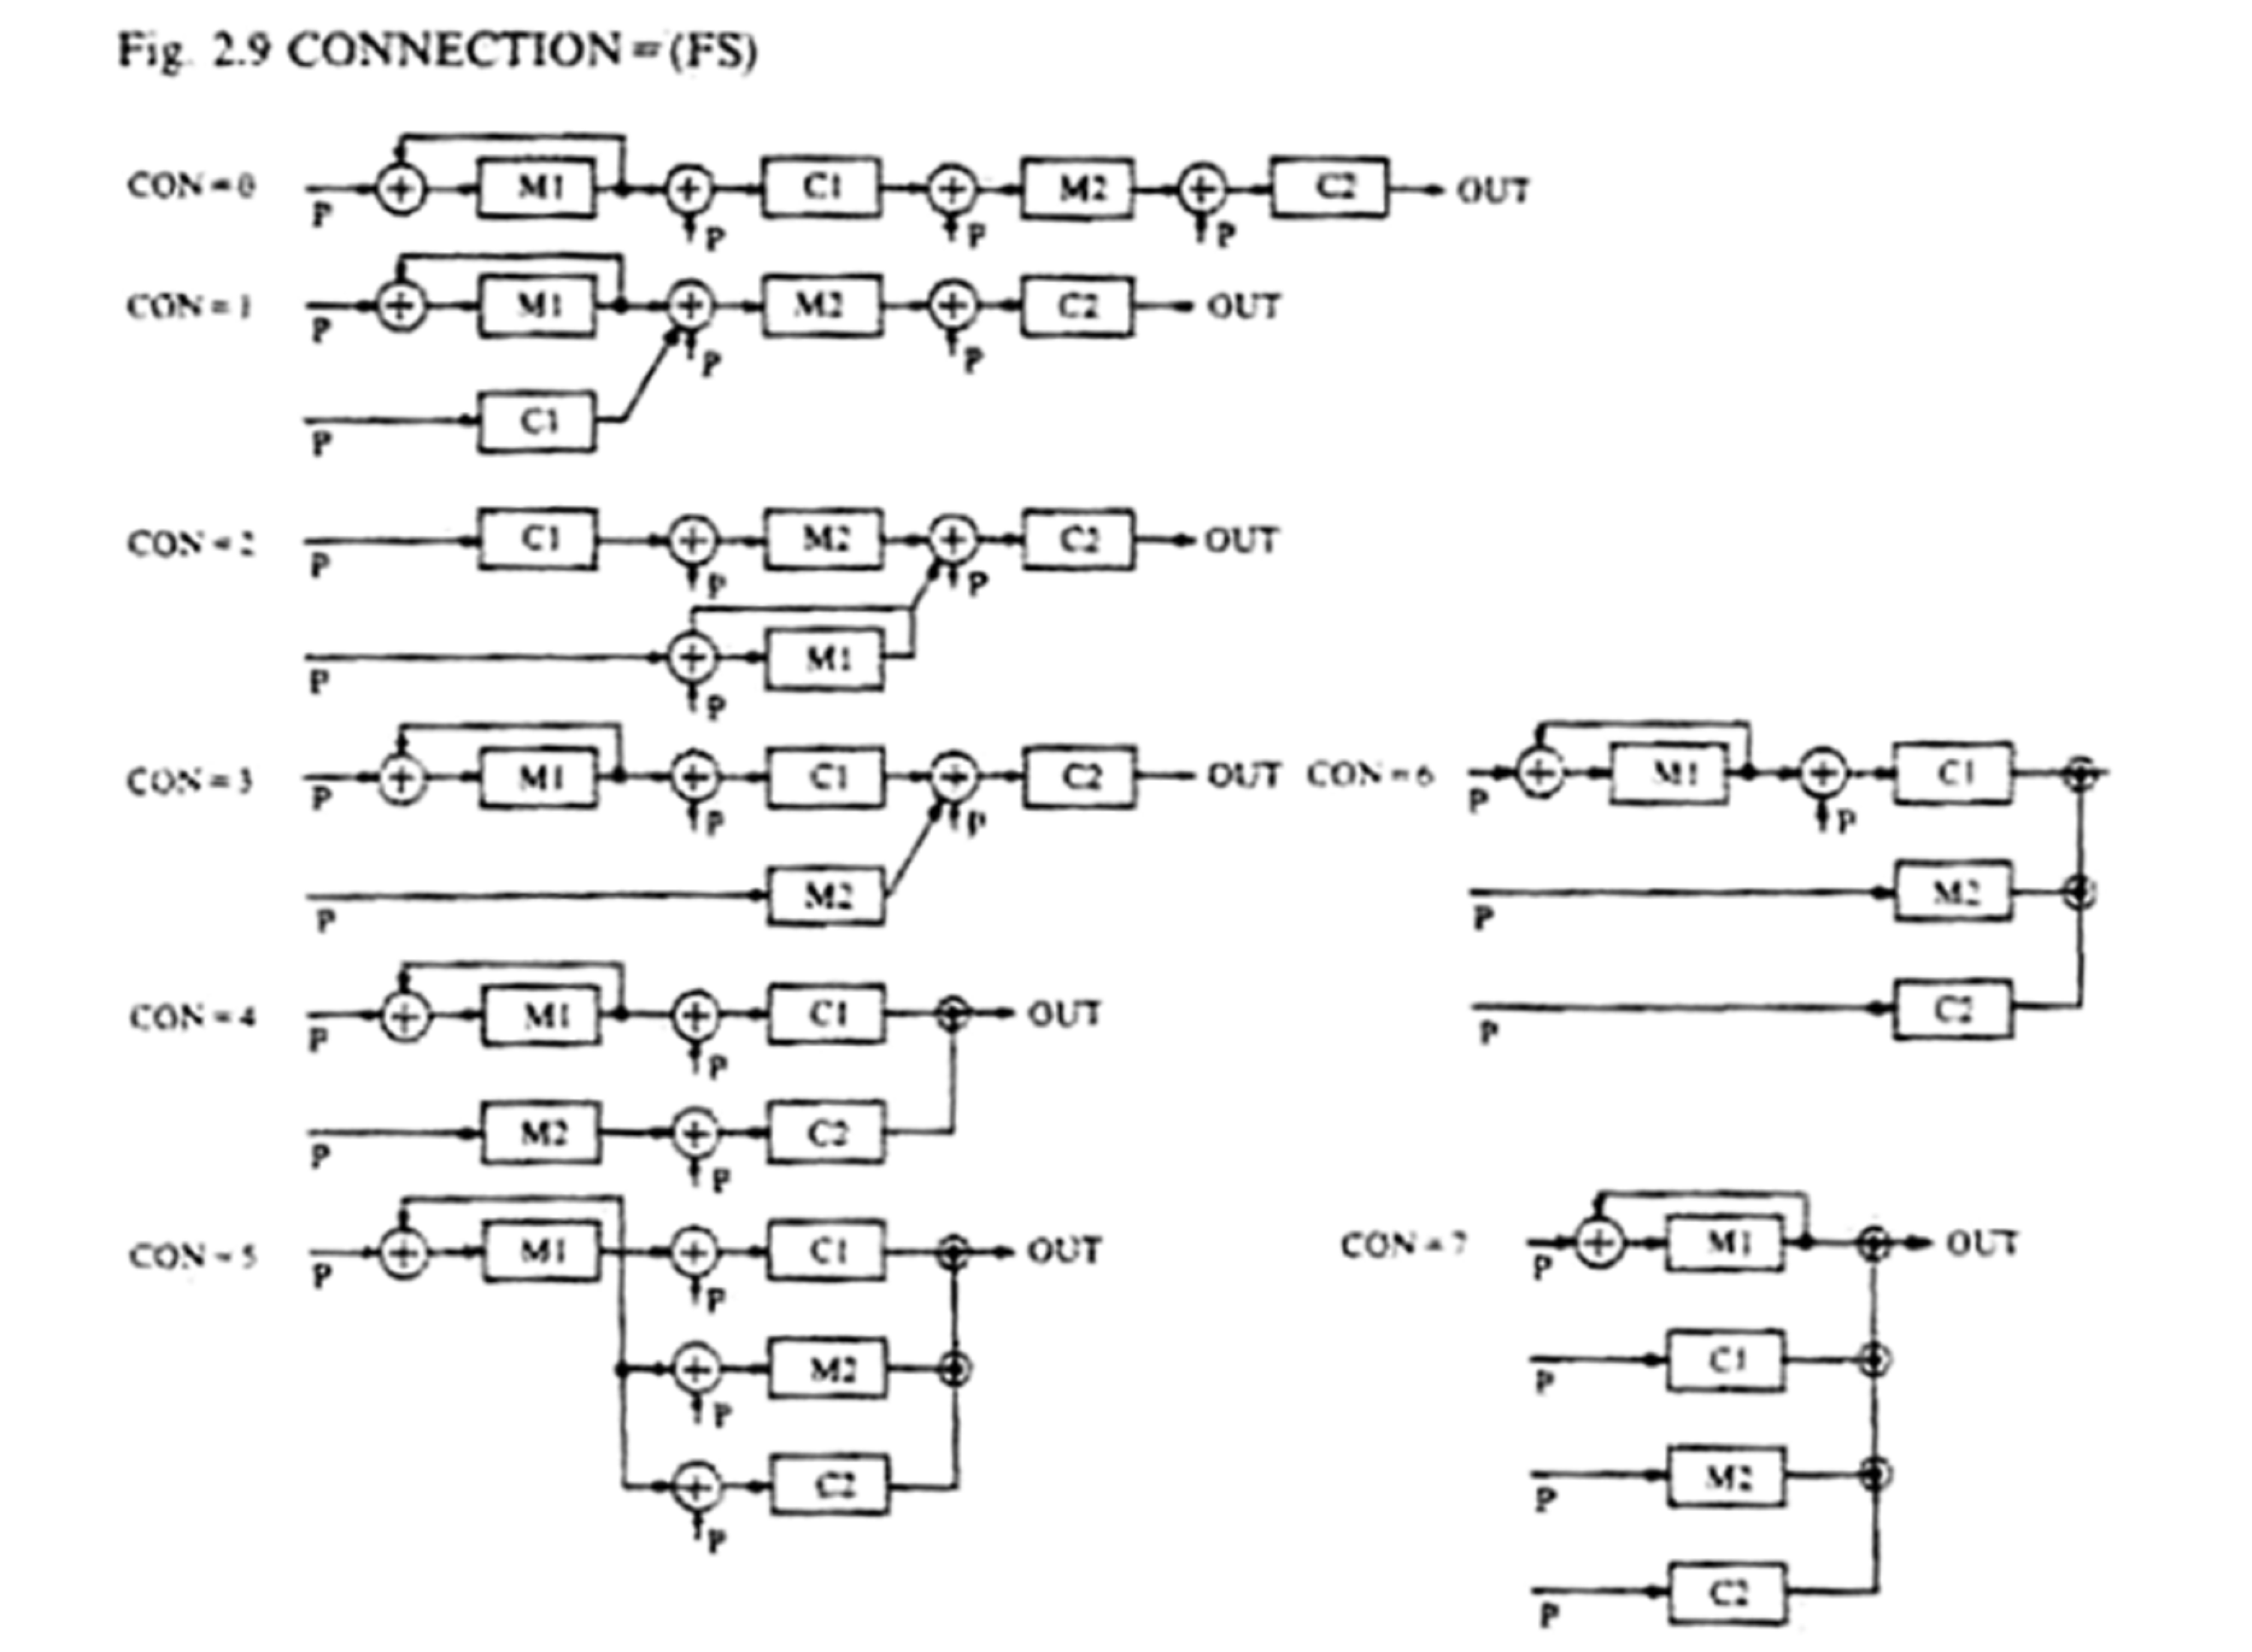 Fig. 2.9 CONNECTION=(FS)
CON=0 P M1 P C1 P M2 P C2 OUT
CON=1 P M1 P M2 P C2 OUT
P C1
CON=2 P C1 P M2 P C2 OUT
P P M1
CON=3 P M1 P C1 P C2 OUT
P M2
CON=4 P M1 P C1 OUT
P M2 P C2
CON=5 P M1 P C1 OUT
P M2
P C2
CON=6 P M1 P C1
P M2
P C2
CON=7 P M1 OUT
P C1
P M2
P C2